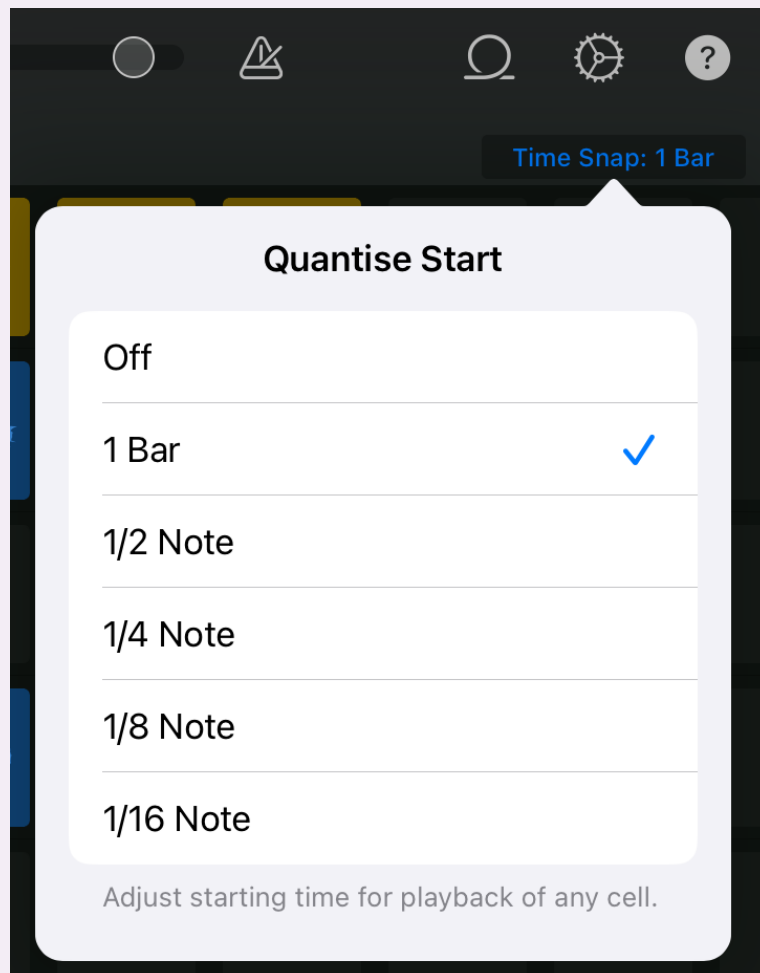 ?
Time Snap: 1 Bar
Quantise Start
Off
1 Bar
1/2 Note
1/4 Note
1/8 Note
1/16 Note
Adjust starting time for playback of any cell.